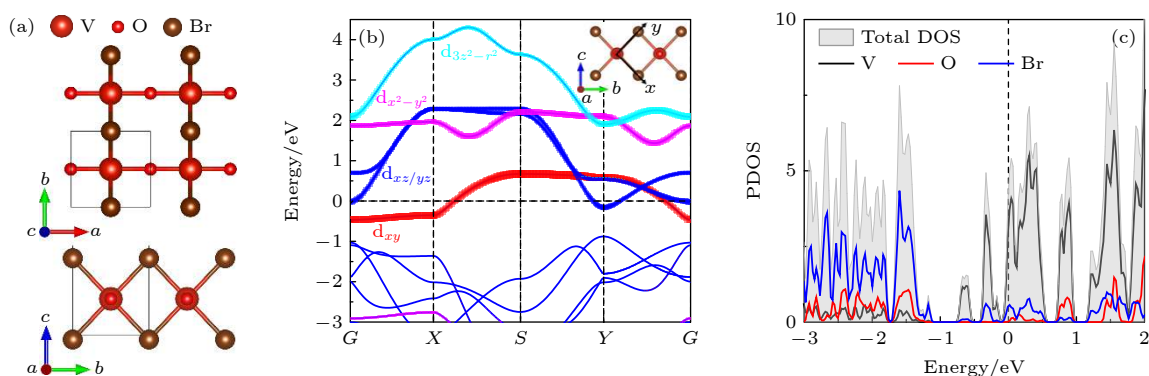 (a) V O Br
b
c a
c
a b
(b)
d3z²−r²
dx²−y²
dxz/yz
dxy
y
c
b
a x
Energy/eV
4
3
2
1
0
−1
−2
−3
G X S Y G
(c)
Total DOS
V O Br
PDOS
10
5
0
−3 −2 −1 0 1 2
Energy/eV